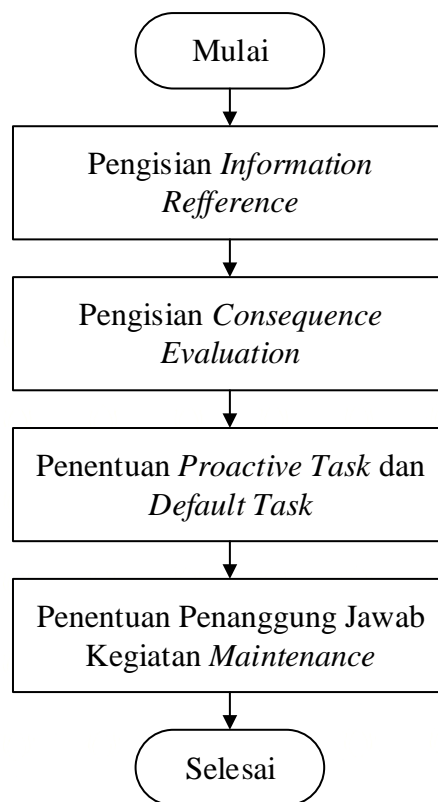 Mulai
Pengisian Information
Refference
Pengisian Consequence
Evaluation
Penentuan Proactive Task dan
Default Task
Penentuan Penanggung Jawab
Kegiatan Maintenance
Selesai